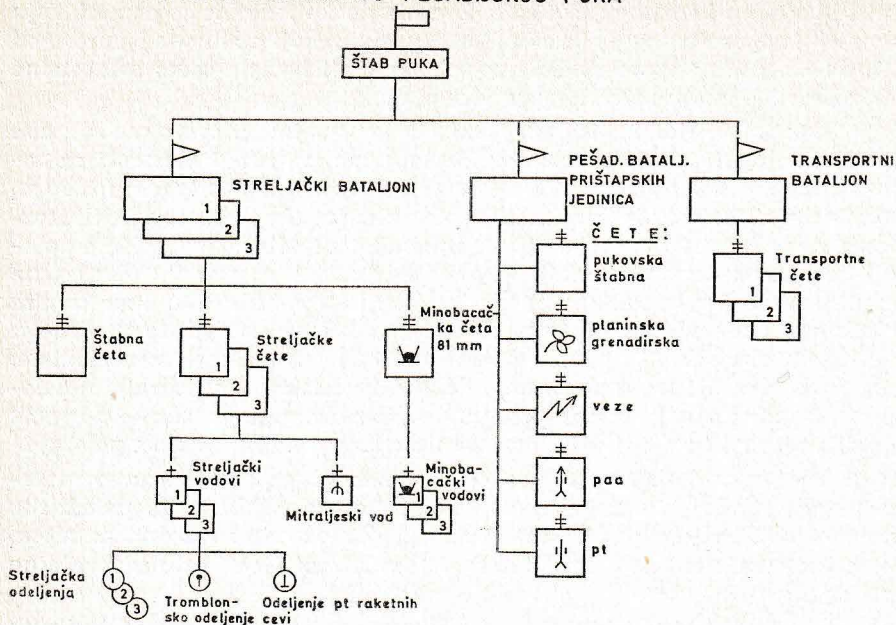 ŠTAB PUKA
STRELJAČKI BATALJONI
1
2
3
PEŠAD. BATALJ.
PRIŠTAPSKIH
JEDINICA
TRANSPORTNI
BATALJON
ČETE:
pukovska
štabna
planinska
grenadirska
veze
paa
pt
Transportne
čete
1
2
3
Štabna
četa
Streljačke
čete
1
2
3
Minobacač-
ka četa
81 mm
Streljački
vodovi
1
2
3
Mitraljeski vod
Minoba-
cački
vodovi
1
2
3
Streljačka
odeljenja
1
2
3
Tromblon-
sko odeljenje
Odeljenje pt raketnih
cevi